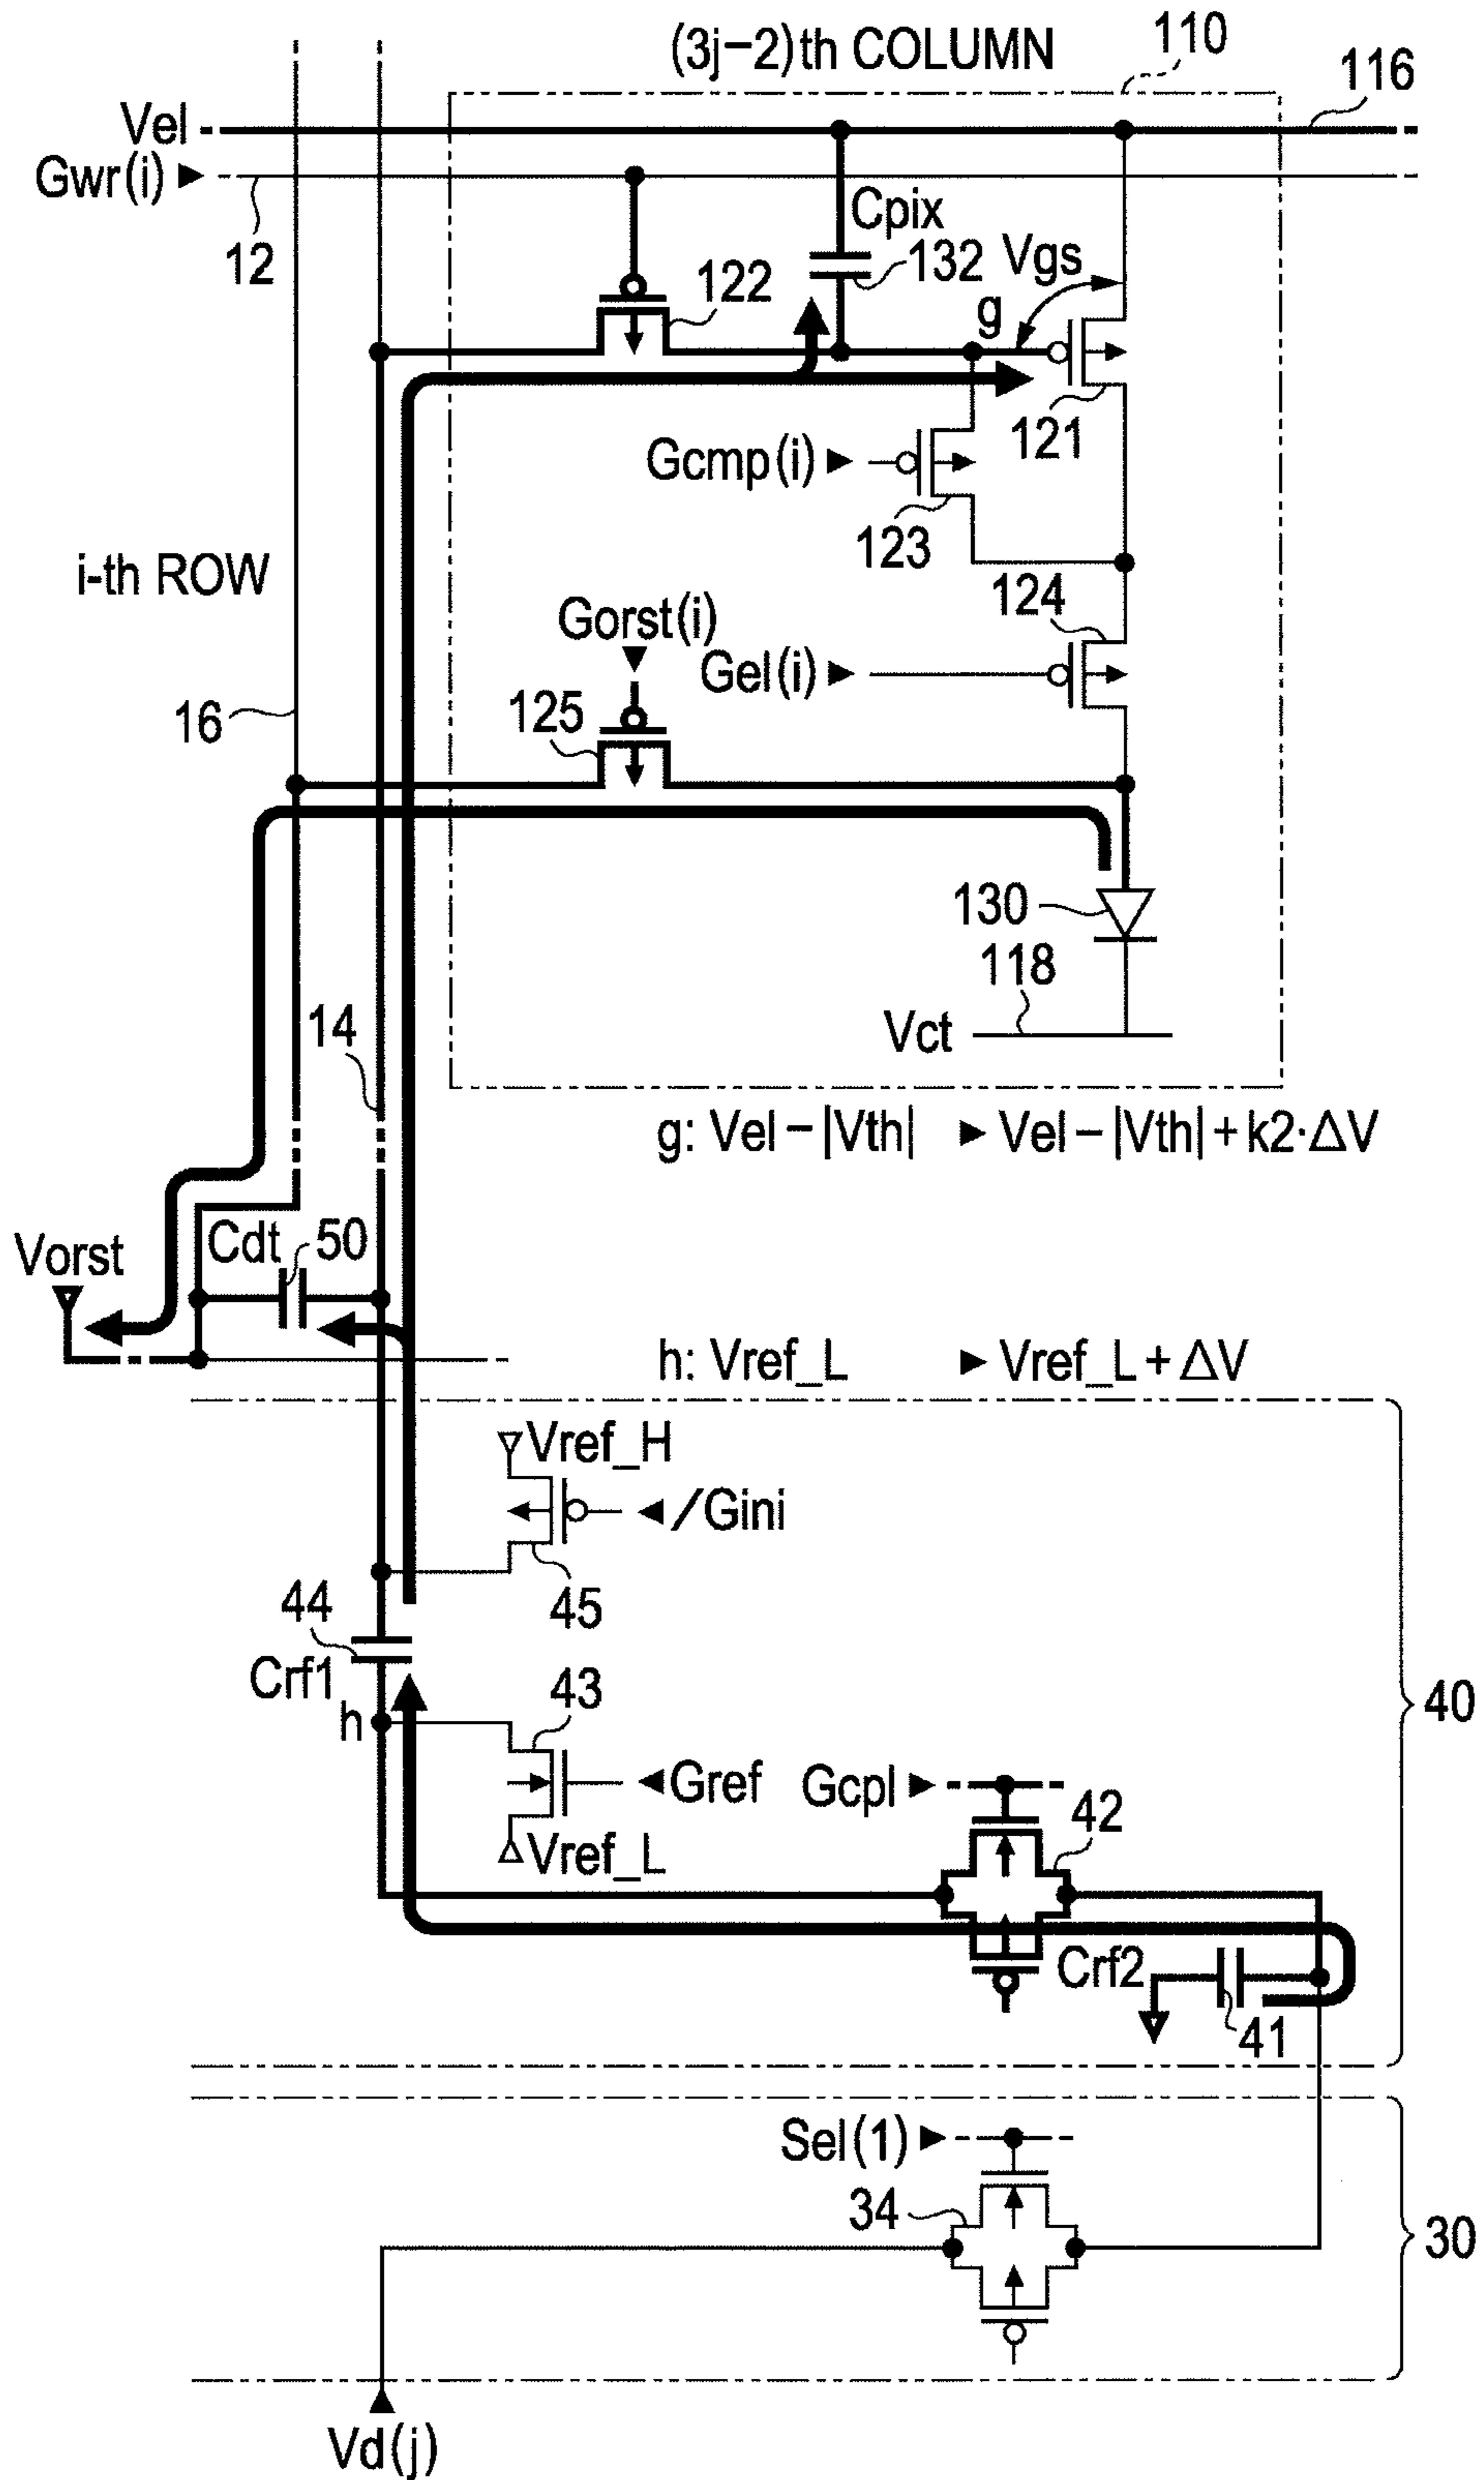 (3j−2)th COLUMN
110
116
Vel
Gwr(i) ►
12
Cpix
132
Vgs
122
g
121
Gcmp(i) ►
123
i-th ROW
124
Gorst(i)
▼
Gel(i) ►
125
16
130
118
Vct
14
g: Vel−|Vth| ► Vel−|Vth|+k2·ΔV
Cdt
50
Vorst
h: Vref_L ► Vref_L+ΔV
Vref_H
◄/Gini
45
44
Crf1
43
h
40
◄Gref
Gcpl ►
42
Vref_L
Crf2
41
Sel(1) ►
34
30
Vd(j)